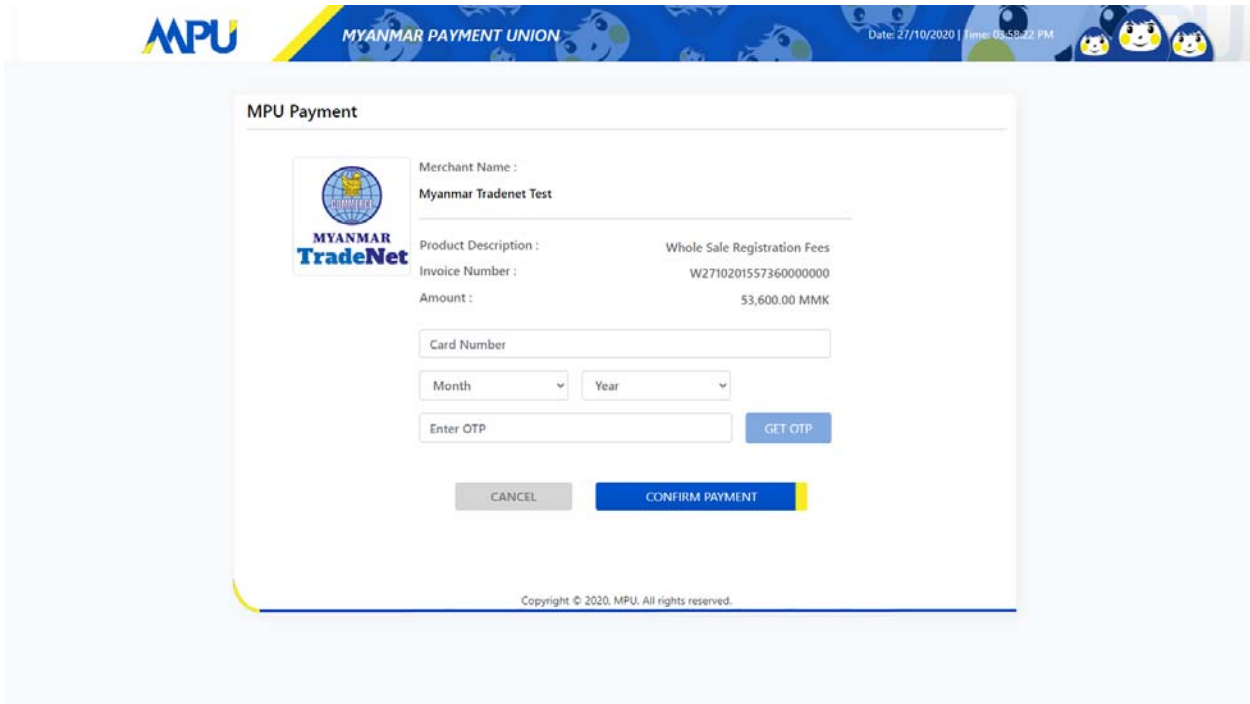 MPU
MYANMAR PAYMENT UNION
Date: 27/10/2020 | Time: 03:58:22 PM
MPU Payment
COMMERCE
MYANMAR
TradeNet
Merchant Name :
Myanmar Tradenet Test
Product Description : Whole Sale Registration Fees
Invoice Number : W2710201557360000000
Amount : 53,600.00 MMK
Card Number
Month Year
Enter OTP GET OTP
CANCEL CONFIRM PAYMENT
Copyright © 2020, MPU. All rights reserved.